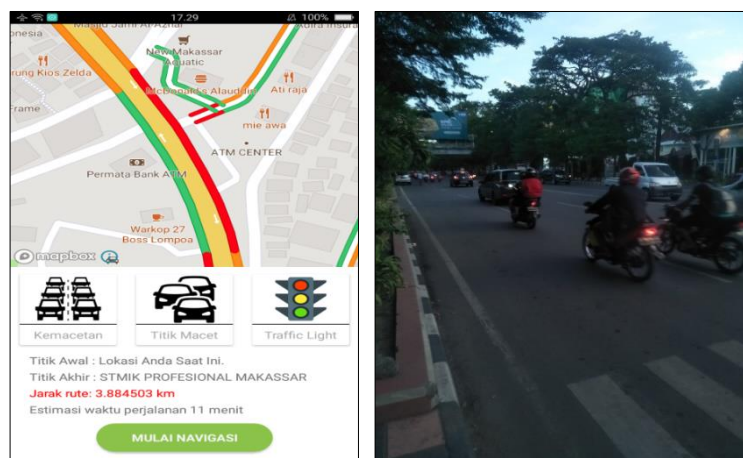 17.29
100%
Masjid Jami Al-Azhar
onesia
New Makassar
Aquatic
rung Kios Zelda
McDonald's Alauddin
Ati raja
Frame
mie awa
ATM CENTER
Permata Bank ATM
Warkop 27
Boss Lompoa
mapbox
Kemacetan
Titik Macet
Traffic Light
Titik Awal : Lokasi Anda Saat Ini.
Titik Akhir : STMIK PROFESIONAL MAKASSAR
Jarak rute: 3.884503 km
Estimasi waktu perjalanan 11 menit
MULAI NAVIGASI